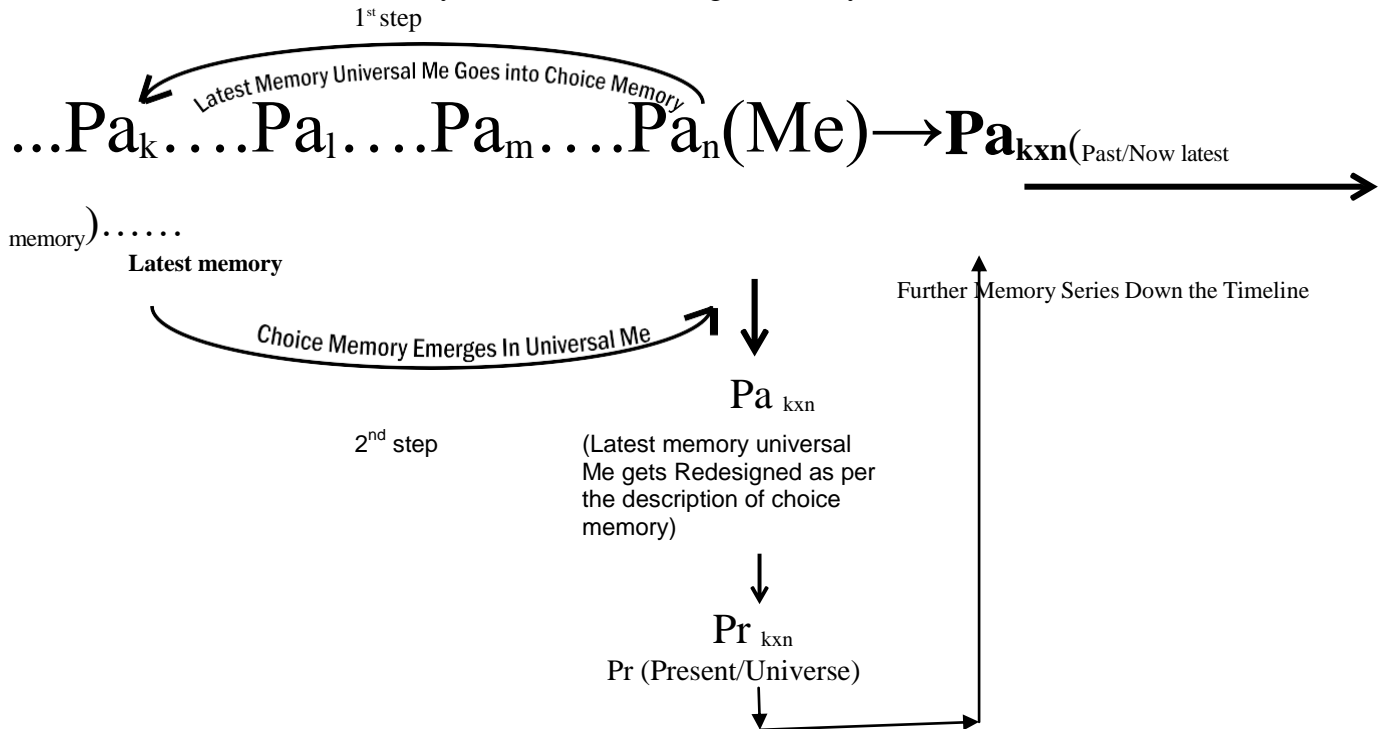 1st step
Latest Memory Universal Me Goes into Choice Memory
...Pak....Pal....Pam....Pan(Me)→Pakxn(Past/Now latest
memory)......
Latest memory
Further Memory Series Down the Timeline
Choice Memory Emerges In Universal Me
Pa kxn
2nd step
(Latest memory universal
Me gets Redesigned as per
the description of choice
memory)
Pr kxn
Pr (Present/Universe)